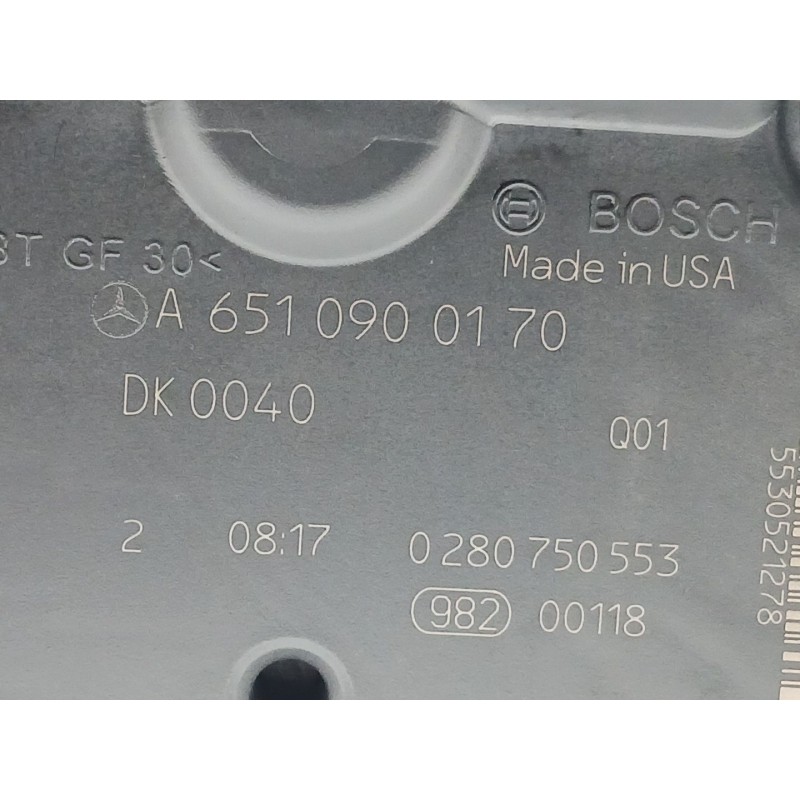 BOSCH
GF 30<
Made in USA
A 651 090 01 70
DK 0040
Q01
2 08:17 0 280 750 553
982 00118
5530521278